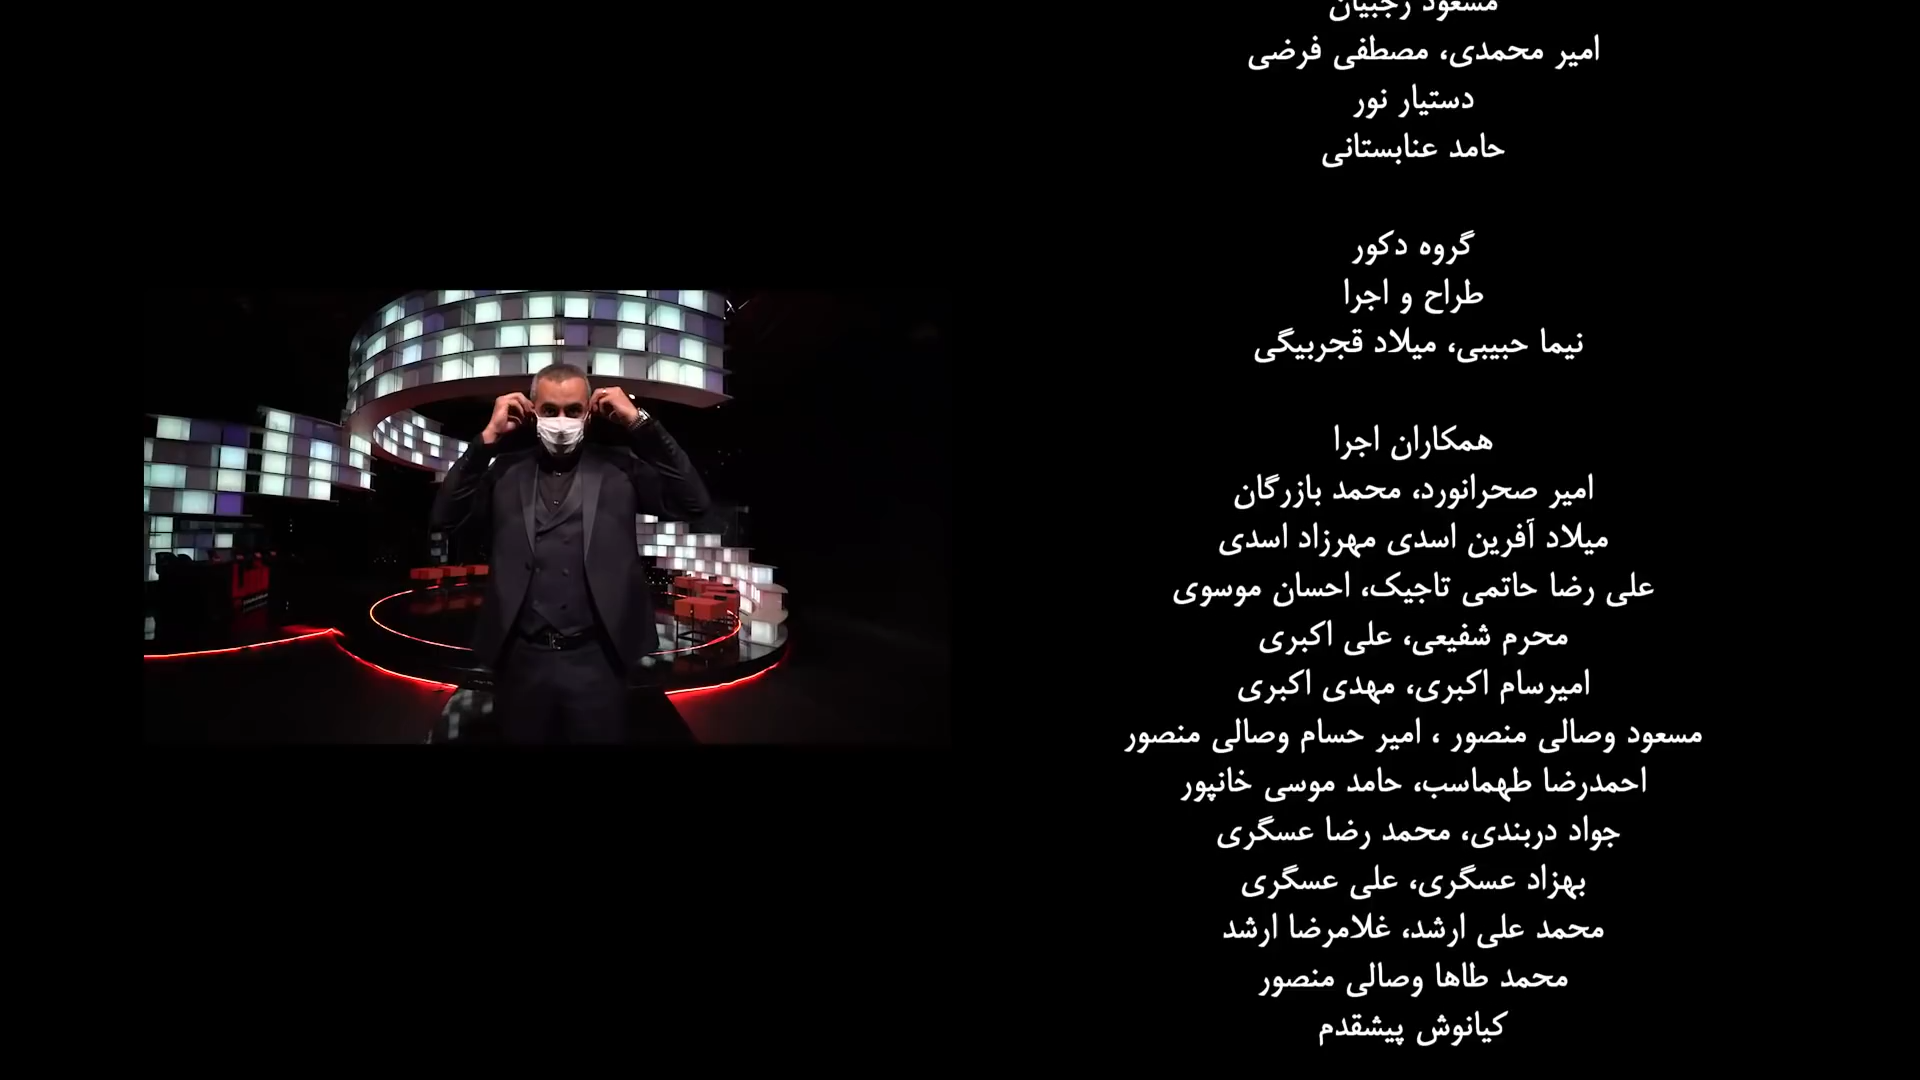 مسعود رجبیان
امیر محمدی، مصطفی فرضی
دستیار نور
حامد عنابستانی
گروه دکور
طراح و اجرا
نیما حبیبی، میلاد قجربیگی
همکاران اجرا
امیر صحرانورد، محمد بازرگان
میلاد آفرین اسدی مهرزاد اسدی
علی رضا حاتمی تاجیک، احسان موسوی
محرم شفیعی، علی اکبری
امیرسام اکبری، مهدی اکبری
مسعود وصالی منصور ، امیر حسام وصالی منصور
احمدرضا طهماسب، حامد موسی خانپور
جواد دربندی، محمد رضا عسگری
بهزاد عسگری، علی عسگری
محمد علی ارشد، غلامرضا ارشد
محمد طاها وصالی منصور
کیانوش پیشقدم